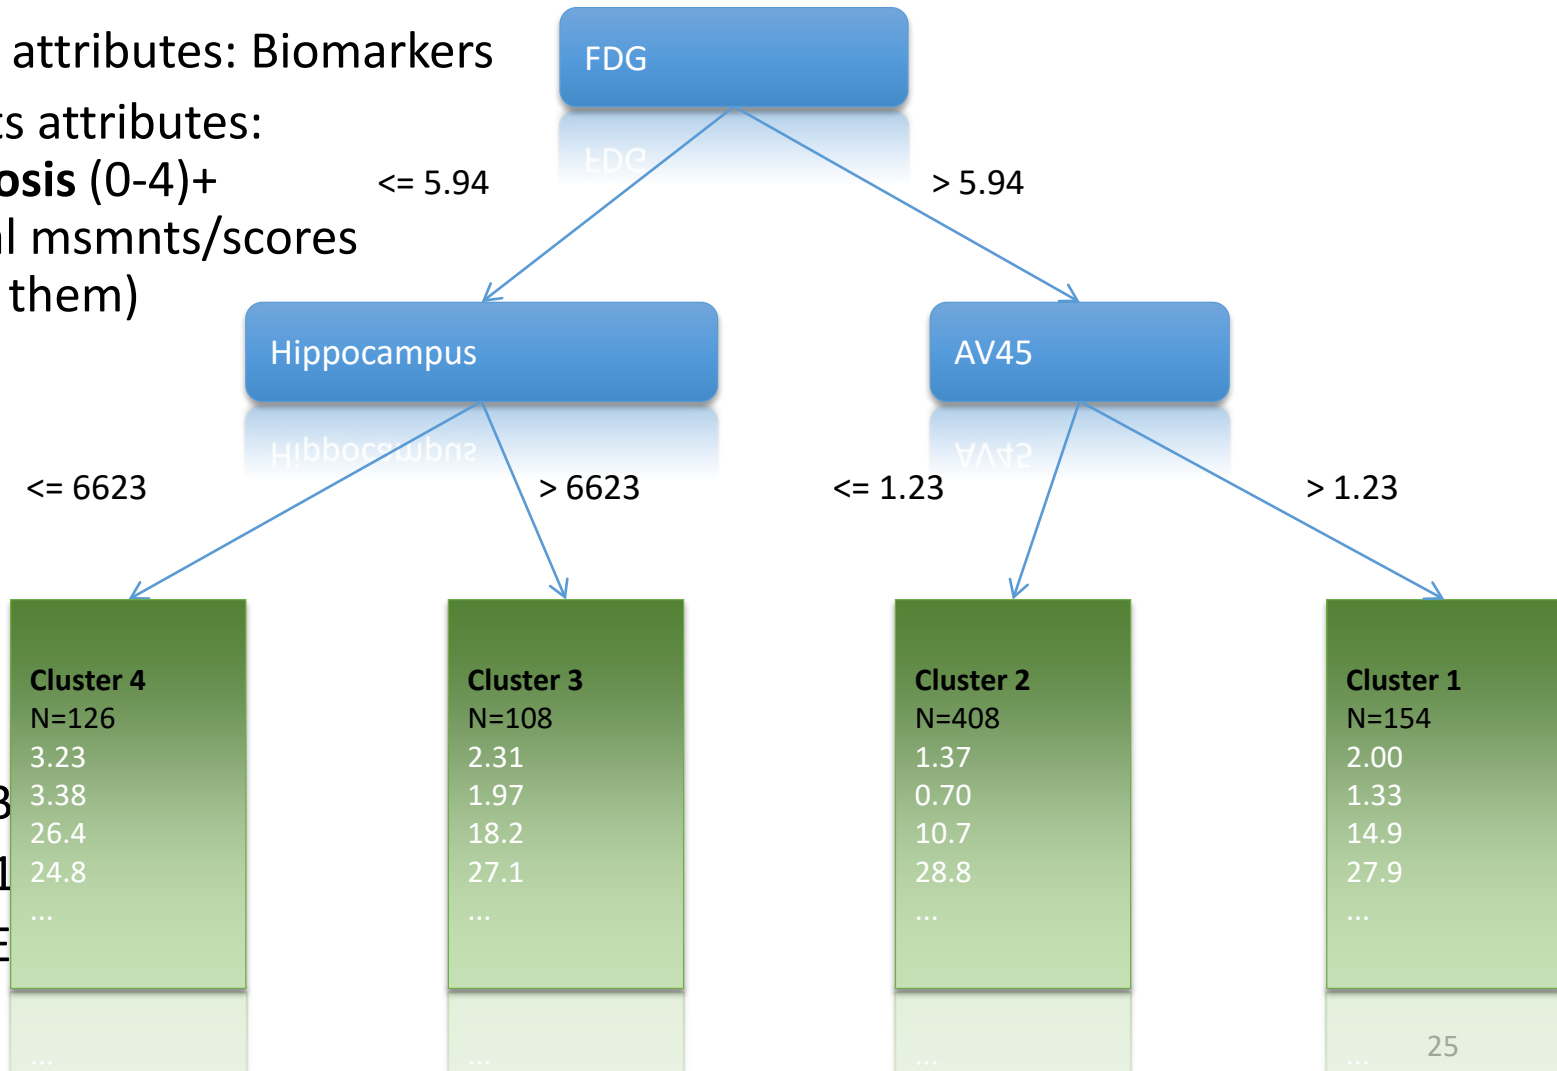 attributes: Biomarkers
ts attributes:
osis (0-4)+
al msmnts/scores
them)
FDG
<= 5.94
> 5.94
Hippocampus
AV45
<= 6623
> 6623
<= 1.23
> 1.23
Cluster 4
N=126
3.23
3.38
26.4
24.8
...
Cluster 3
N=108
2.31
1.97
18.2
27.1
...
Cluster 2
N=408
1.37
0.70
10.7
28.8
...
Cluster 1
N=154
2.00
1.33
14.9
27.9
...
25